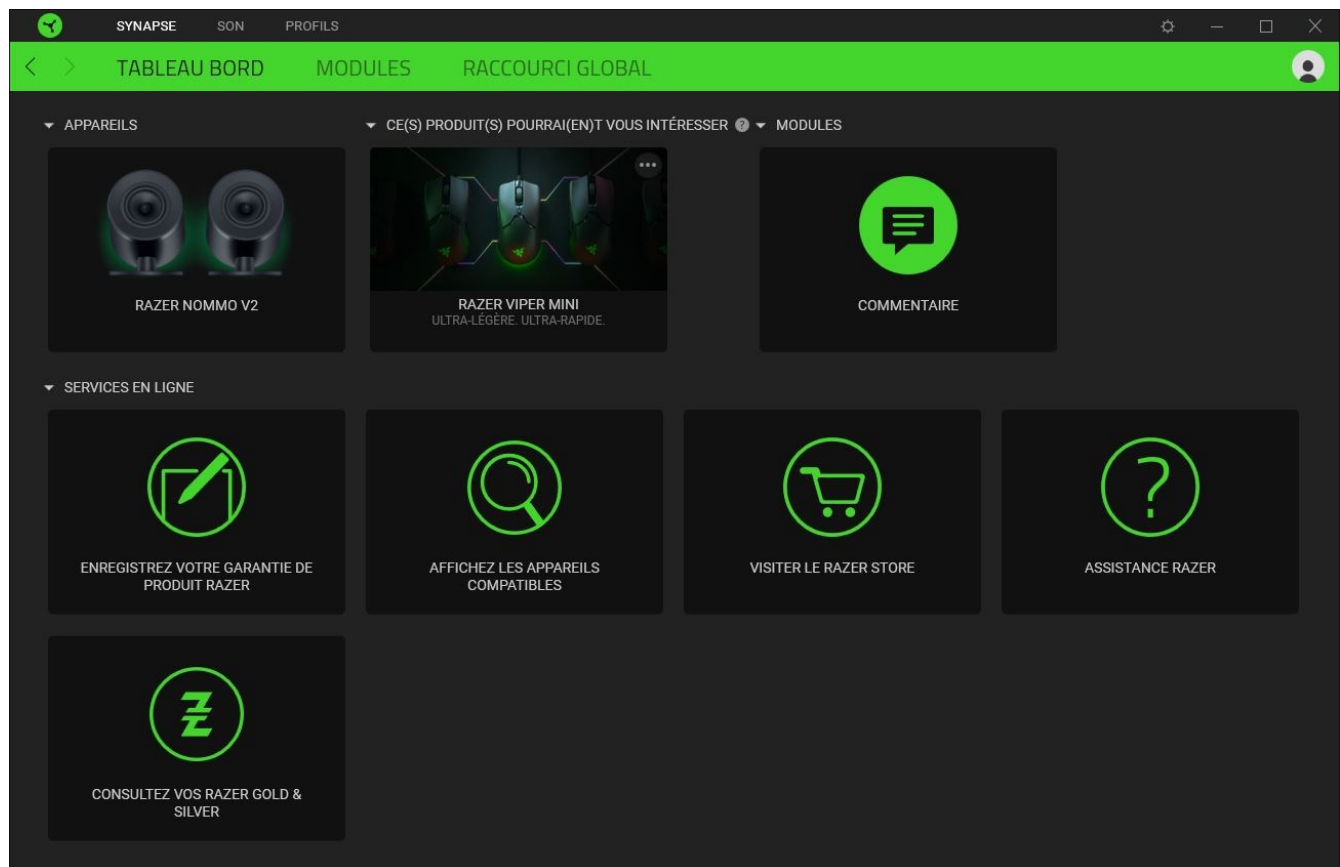 SYNAPSE SON PROFILS
TABLEAU BORD MODULES RACCOURCI GLOBAL
APPAREILS
RAZER NOMMO V2
CE(S) PRODUIT(S) POURRAI(EN)T VOUS INTÉRESSER ?
RAZER VIPER MINI
ULTRA-LÉGÈRE. ULTRA-RAPIDE.
MODULES
COMMENTAIRE
SERVICES EN LIGNE
ENREGISTREZ VOTRE GARANTIE DE
PRODUIT RAZER
AFFICHEZ LES APPAREILS
COMPATIBLES
VISITER LE RAZER STORE
?
ASSISTANCE RAZER
CONSULTEZ VOS RAZER GOLD &
SILVER